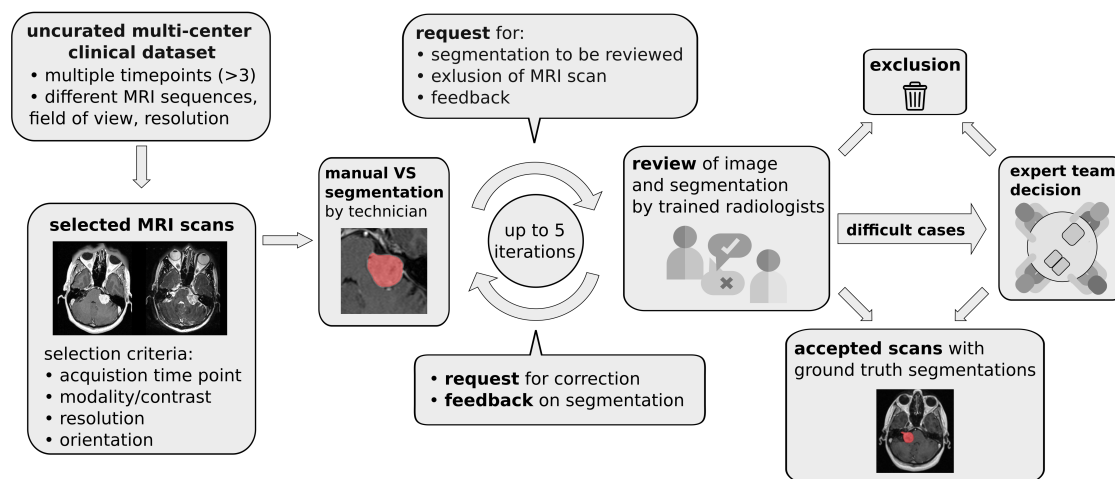 uncurated multi-center
clinical dataset
• multiple timepoints (>3)
• different MRI sequences,
field of view, resolution
selected MRI scans
selection criteria:
• acquistion time point
• modality/contrast
• resolution
• orientation
manual VS
segmentation
by technician
request for:
• segmentation to be reviewed
• exlusion of MRI scan
• feedback
up to 5
iterations
• request for correction
• feedback on segmentation
review of image
and segmentation
by trained radiologists
difficult cases
exclusion
expert team
decision
accepted scans with
ground truth segmentations